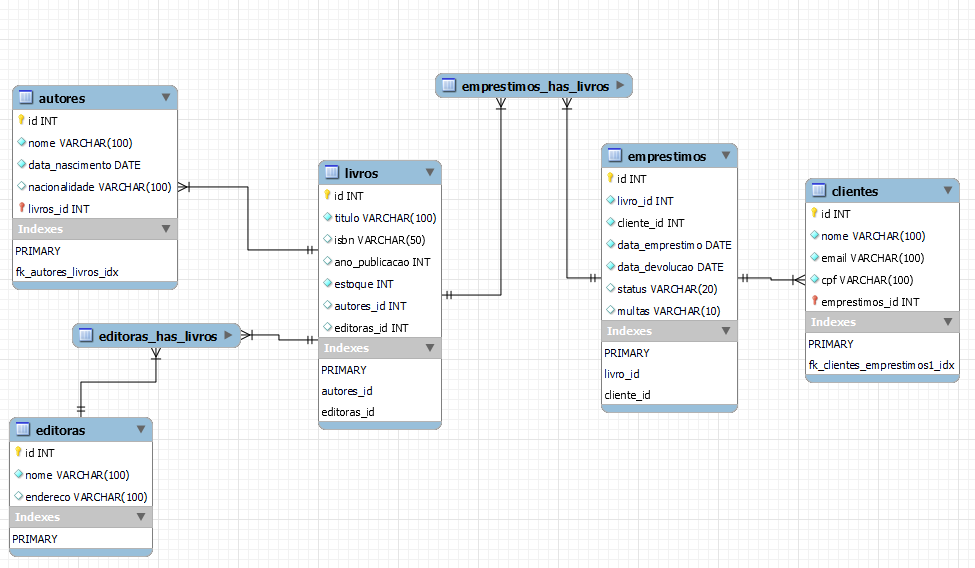 emprestimos_has_livros
autores
id INT
nome VARCHAR(100)
data_nascimento DATE
nacionalidade VARCHAR(100)
livros_id INT
Indexes
PRIMARY
fk_autores_livros_idx
livros
id INT
titulo VARCHAR(100)
isbn VARCHAR(50)
ano_publicacao INT
estoque INT
autores_id INT
editoras_id INT
Indexes
PRIMARY
autores_id
editoras_id
emprestimos
id INT
livro_id INT
cliente_id INT
data_emprestimo DATE
data_devolucao DATE
status VARCHAR(20)
multas VARCHAR(10)
Indexes
PRIMARY
livro_id
cliente_id
clientes
id INT
nome VARCHAR(100)
email VARCHAR(100)
cpf VARCHAR(100)
emprestimos_id INT
Indexes
PRIMARY
fk_clientes_emprestimos1_idx
editoras_has_livros
editoras
id INT
nome VARCHAR(100)
endereco VARCHAR(100)
Indexes
PRIMARY